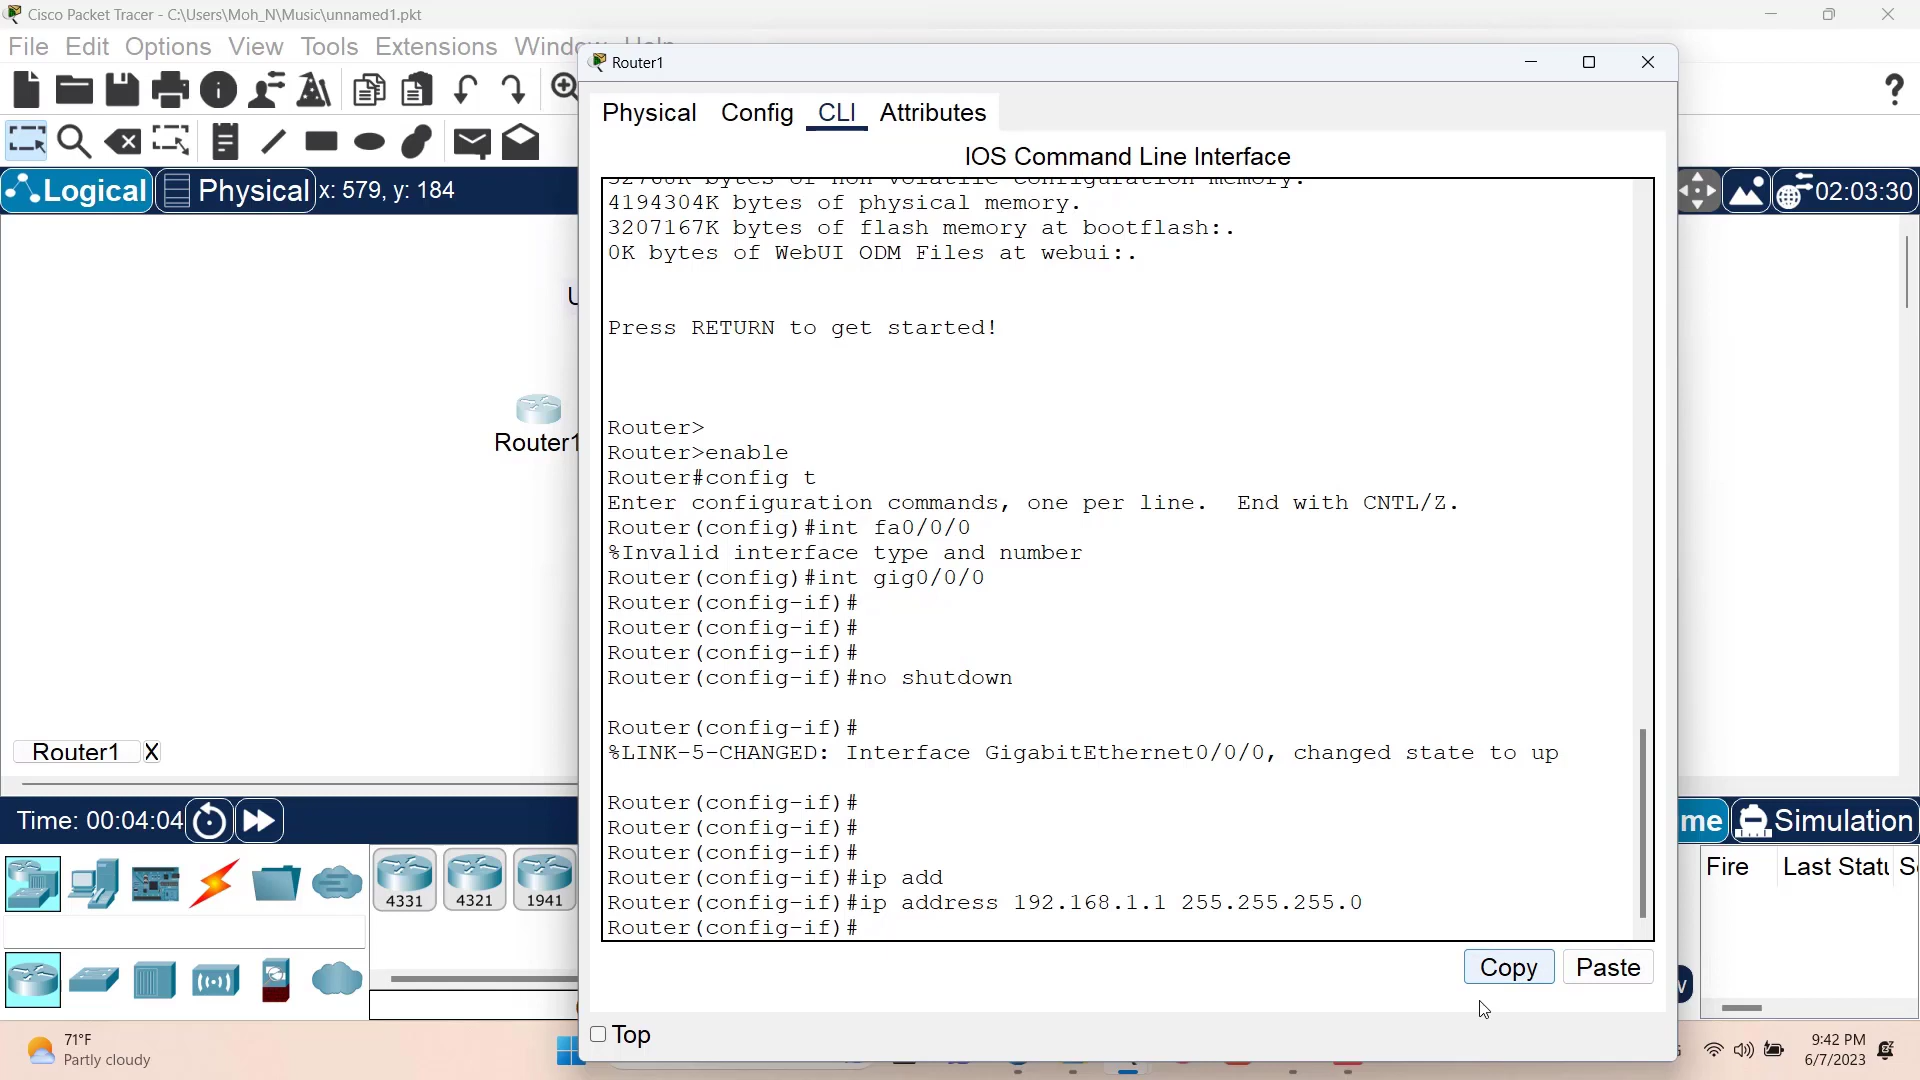 Cisco Packet Tracer - C:\Users\Moh_N\Music\unnamed1.pkt
File Edit Options View Tools Extensions
Router1
Physical Config CLI Attributes
IOS Command Line Interface
Logical Physical x: 579, y: 184
02:03:30
32768K bytes of non-volatile configuration memory.
4194304K bytes of physical memory.
3207167K bytes of flash memory at bootflash:.
0K bytes of WebUI ODM Files at webui:.
Press RETURN to get started!
Router>
Router>enable
Router#config t
Enter configuration commands, one per line. End with CNTL/Z.
Router(config)#int fa0/0/0
%Invalid interface type and number
Router(config)#int gig0/0/0
Router(config-if)#
Router(config-if)#
Router(config-if)#
Router(config-if)#no shutdown
Router(config-if)#
%LINK-5-CHANGED: Interface GigabitEthernet0/0/0, changed state to up
Router(config-if)#
Router(config-if)#
Router(config-if)#
Router(config-if)#ip add
Router(config-if)#ip address 192.168.1.1 255.255.255.0
Router(config-if)#
Copy Paste
Top
Router1
Router1 X
Time: 00:04:04
me Simulation
4331 4321 1941
Fire Last Statu
71°F
Partly cloudy
9:42 PM
6/7/2023